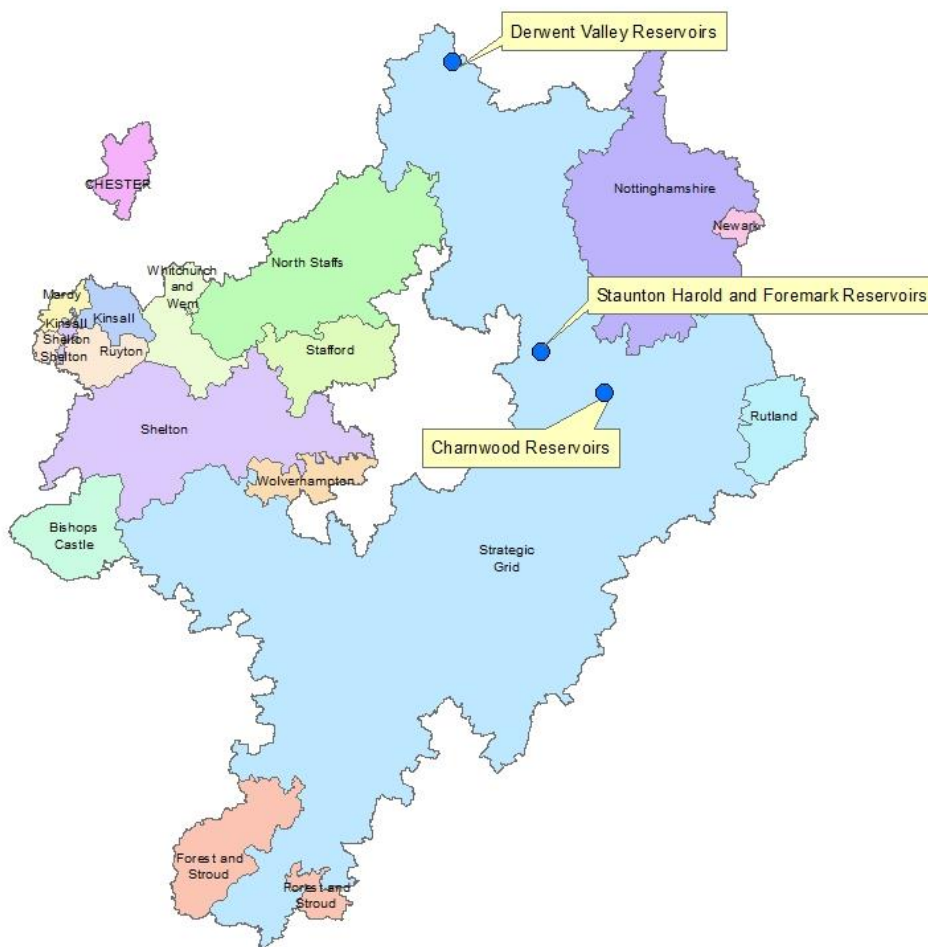 Derwent Valley Reservoirs
CHESTER
Nottinghamshire
Newark
North Staffs
Whitchurch
and
Wem
Mardy
Kinsall
Kinsall
Shelton
Shelton
Ruyton
Staunton Harold and Foremark Reservoirs
Stafford
Rutland
Shelton
Charnwood Reservoirs
Wolverhampton
Bishops
Castle
Strategic
Grid
Forest and
Stroud
Forest and
Stroud